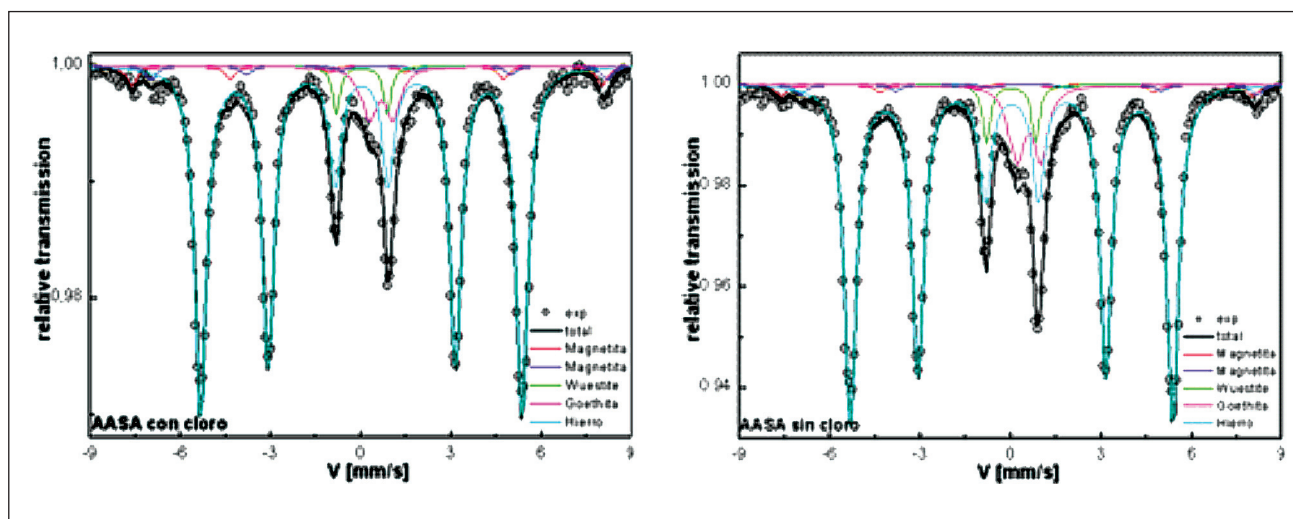 1.00
0.98
relative transmission
exp
total
Magnetita
Magnetita
Wuestite
Goethita
Hierro
AASA con cloro
-9 -6 -3 0 3 6 9
V [mm/s]
1.00
0.98
0.96
0.94
relative transmission
exp
total
Magnetita
Magnetita
Wuestite
Goethita
Hierro
AASA sin cloro
-9 -6 -3 0 3 6 9
V [mm/s]